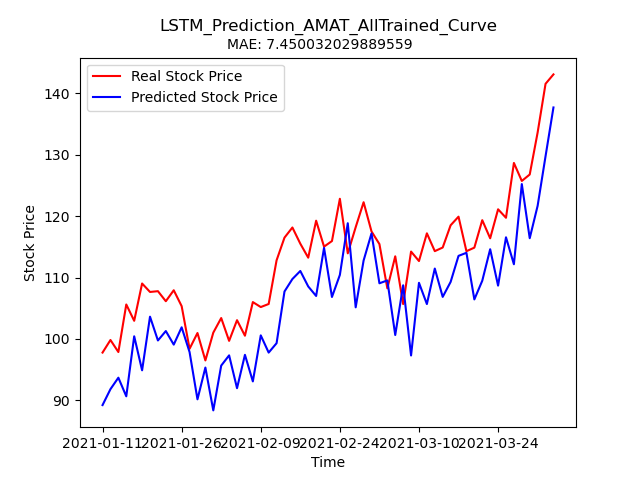 LSTM_Prediction_AMAT_AllTrained_Curve
MAE: 7.450032029889559
Real Stock Price
Predicted Stock Price
Stock Price
140
130
120
110
100
90
2021-01-11 2021-01-26 2021-02-09 2021-02-24 2021-03-10 2021-03-24
Time